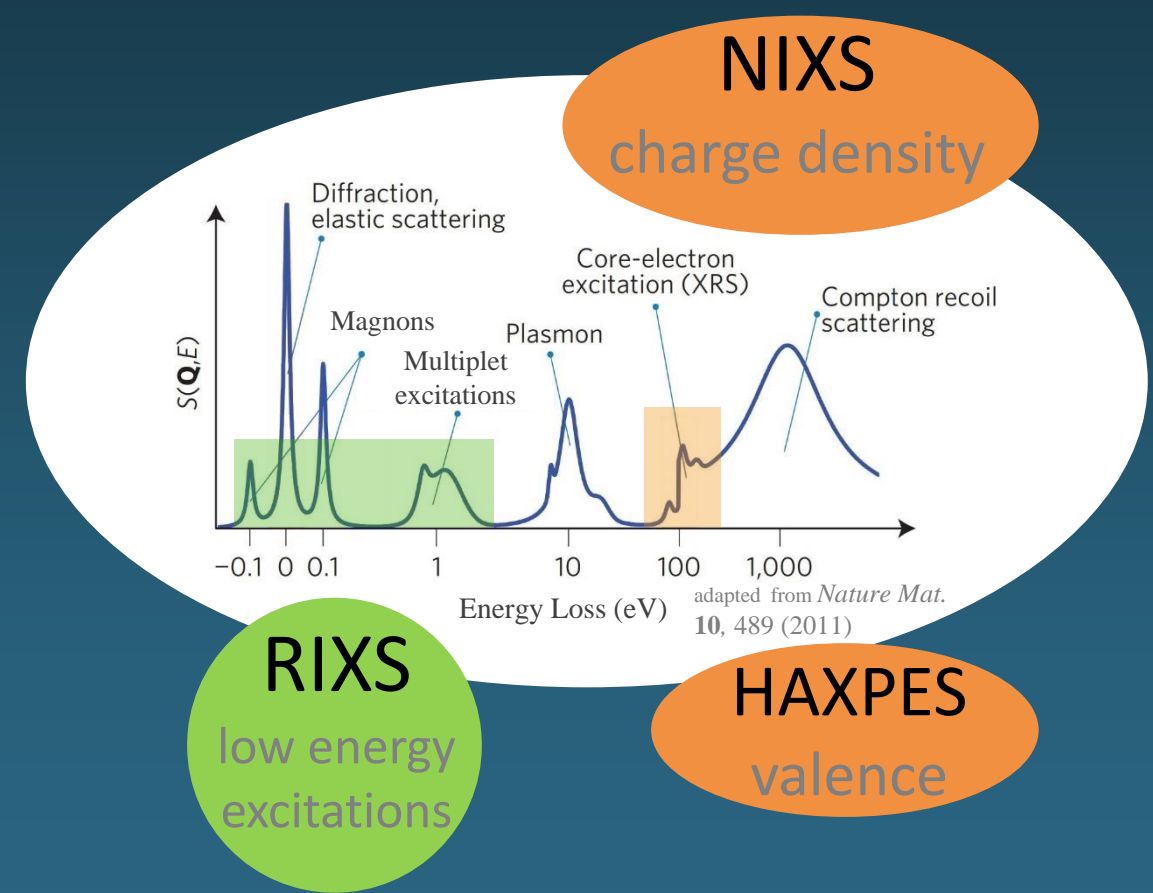 NIXS
charge density
Diffraction,
elastic scattering
Core-electron
excitation (XRS)
Compton recoil
scattering
Magnons
Plasmon
Multiplet
excitations
S(Q,E)
−0.1 0 0.1 1 10 100 1,000
Energy Loss (eV)
adapted from Nature Mat.
10, 489 (2011)
RIXS
low energy
excitations
HAXPES
valence